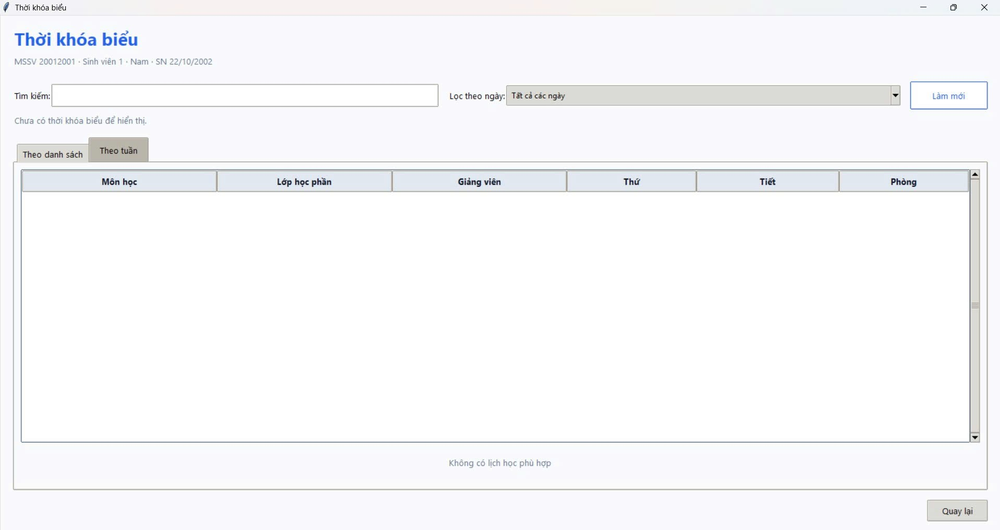 Thời khóa biểu
Thời khóa biểu
MSSV 20012001 · Sinh viên 1 · Nam · SN 22/10/2002
Tìm kiếm: Lọc theo ngày: Tất cả các ngày Làm mới
Chưa có thời khóa biểu để hiển thị.
Theo danh sách Theo tuần
Môn học Lớp học phần Giảng viên Thứ Tiết Phòng
Không có lịch học phù hợp
Quay lại